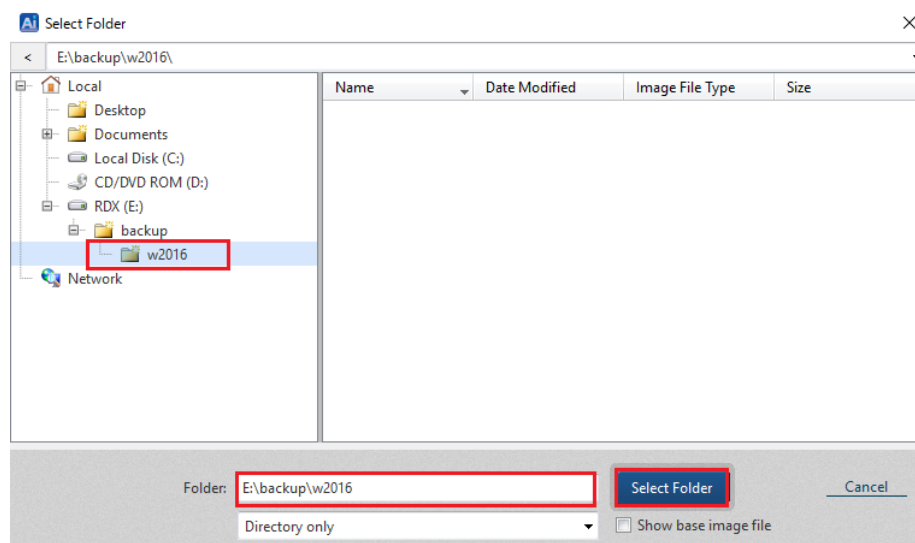 Ai Select Folder
< E:\backup\w2016\
Local
Desktop
Documents
Local Disk (C:)
CD/DVD ROM (D:)
RDX (E:)
backup
w2016
Network
Name Date Modified Image File Type Size
Folder: E:\backup\w2016 Select Folder Cancel
Directory only Show base image file